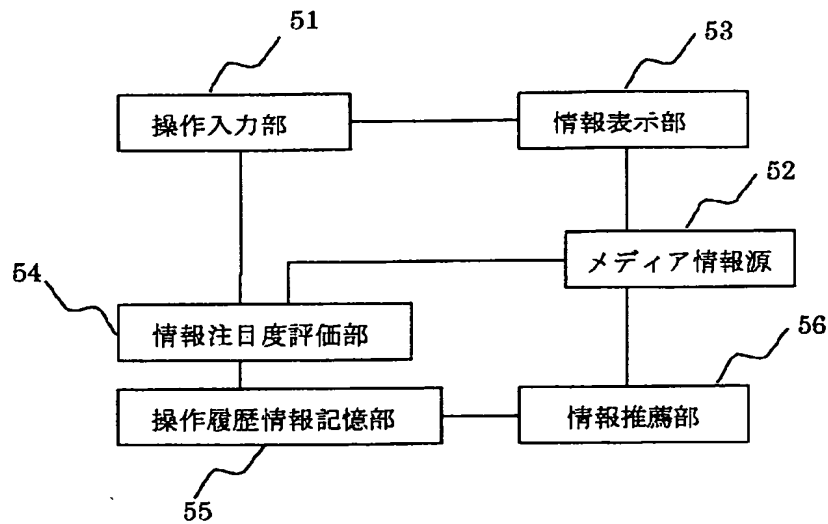 51
53
操作入力部
情報表示部
52
メディア情報源
54
情報注目度評価部
56
操作履歴情報記憶部
情報推薦部
55